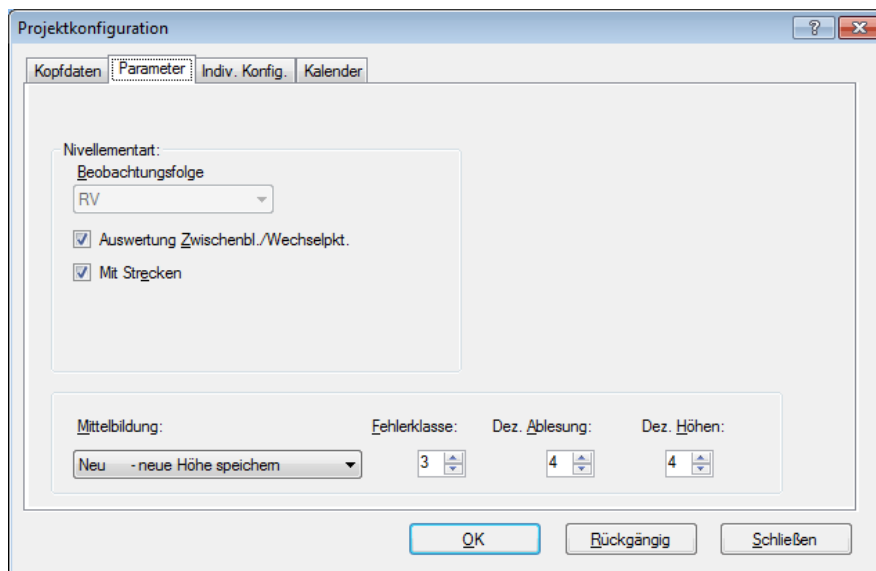 Projektkonfiguration
Kopfdaten Parameter Indiv. Konfig. Kalender
Nivellementart:
Beobachtungsfolge
RV
Auswertung Zwischenbl./Wechselpkt.
Mit Strecken
Mittelbildung: Fehlerklasse: Dez. Ablesung: Dez. Höhen:
Neu - neue Höhe speichern 3 4 4
OK Rückgängig Schließen